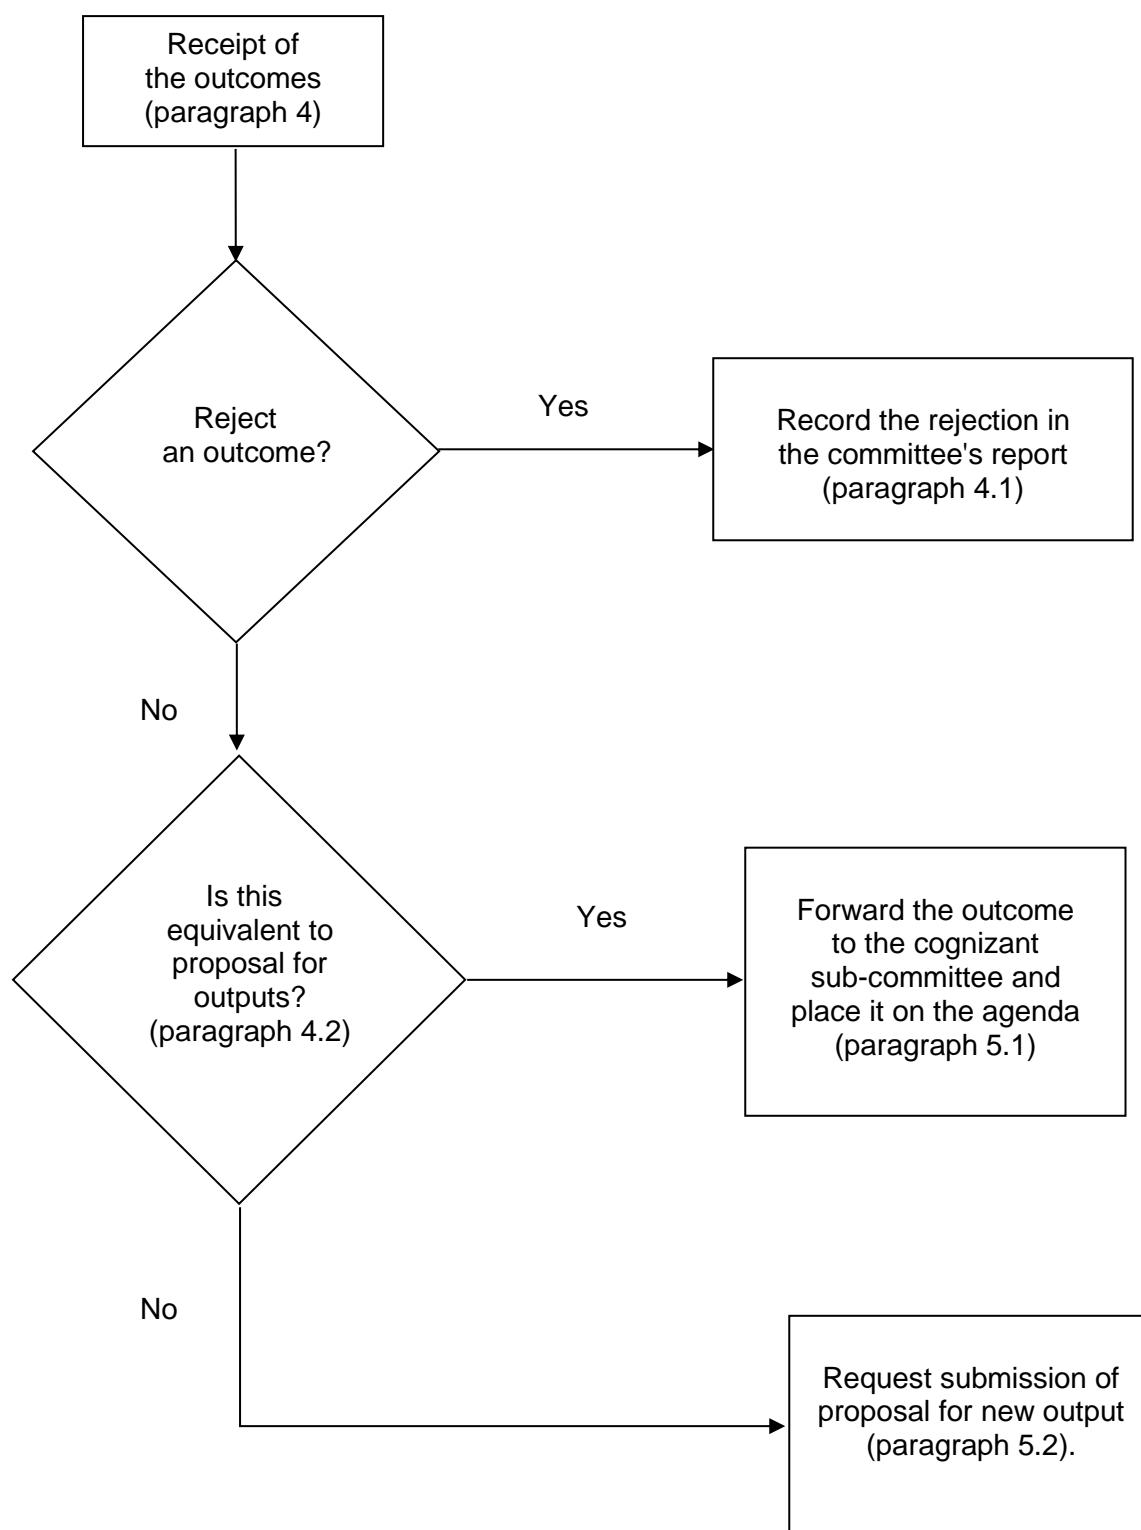 Receipt of
the outcomes
(paragraph 4)
Reject
an outcome?
Yes
Record the rejection in
the committee's report
(paragraph 4.1)
No
Is this
equivalent to
proposal for
outputs?
(paragraph 4.2)
Yes
Forward the outcome
to the cognizant
sub-committee and
place it on the agenda
(paragraph 5.1)
No
Request submission of
proposal for new output
(paragraph 5.2).